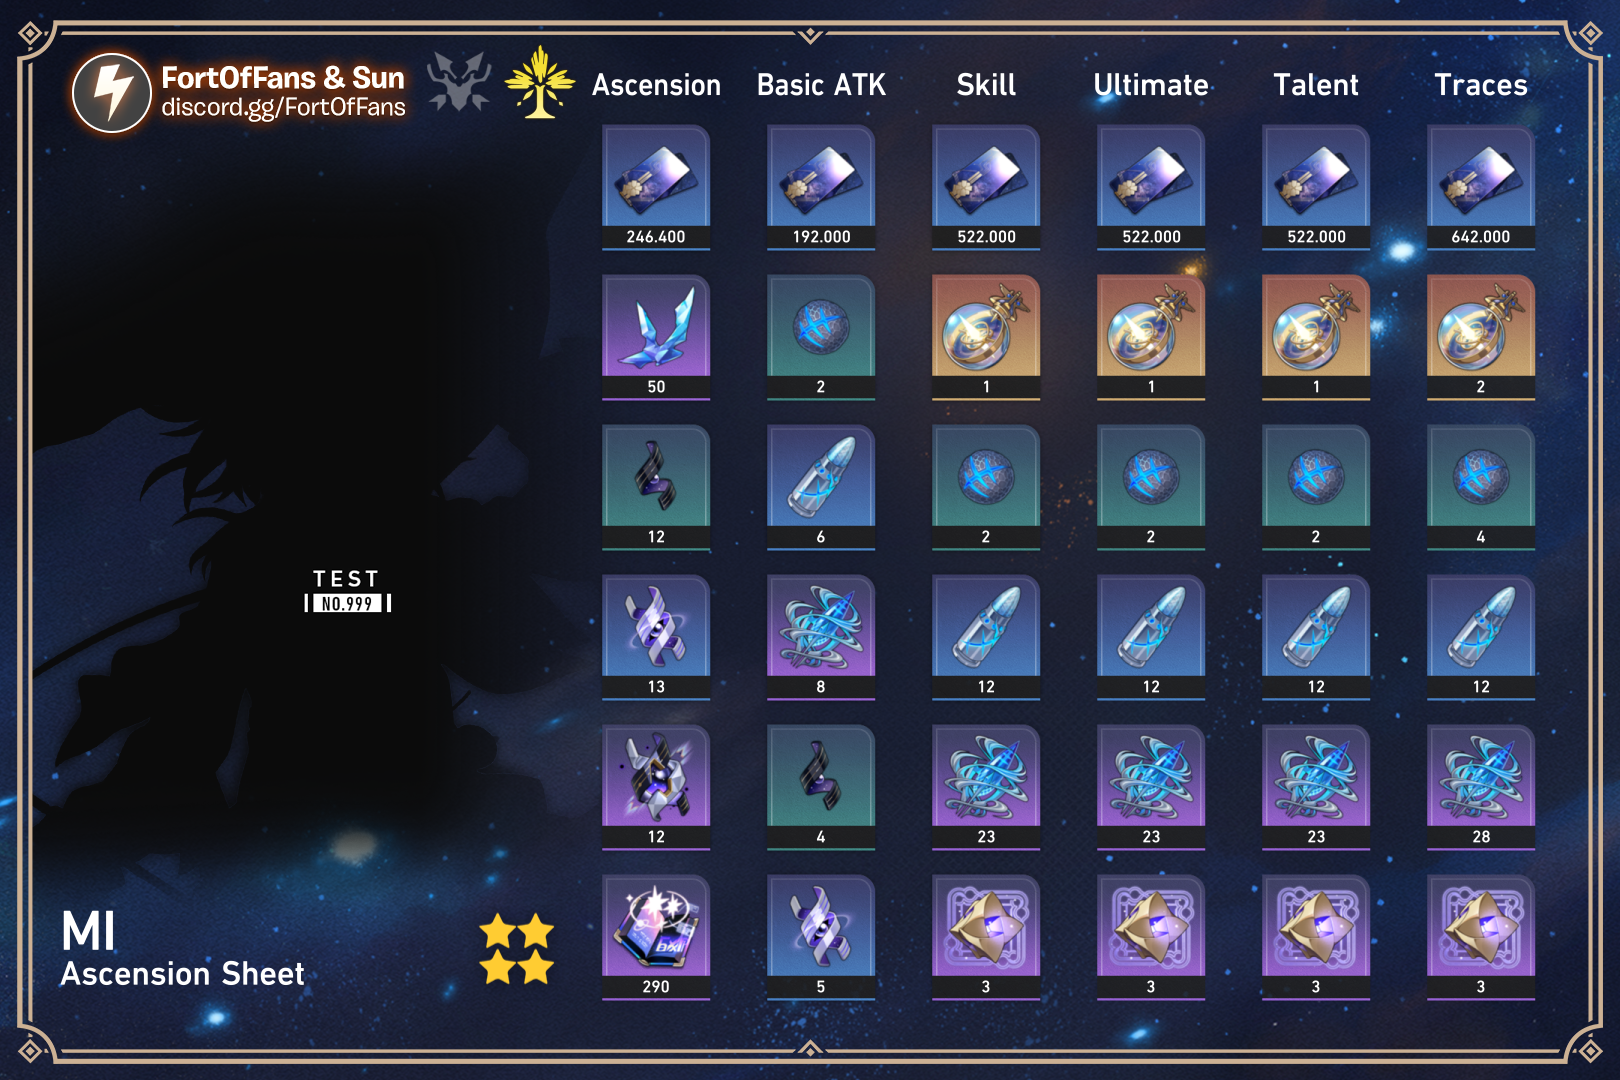 FortOfFans & Sun
discord.gg/FortOfFans
Ascension Basic ATK Skill Ultimate Talent Traces
246.400 192.000 522.000 522.000 522.000 642.000
50 2 1 1 1 2
12 6 2 2 2 4
TEST
NO.999
13 8 12 12 12 12
12 4 23 23 23 28
MI
Ascension Sheet
290 5 3 3 3 3